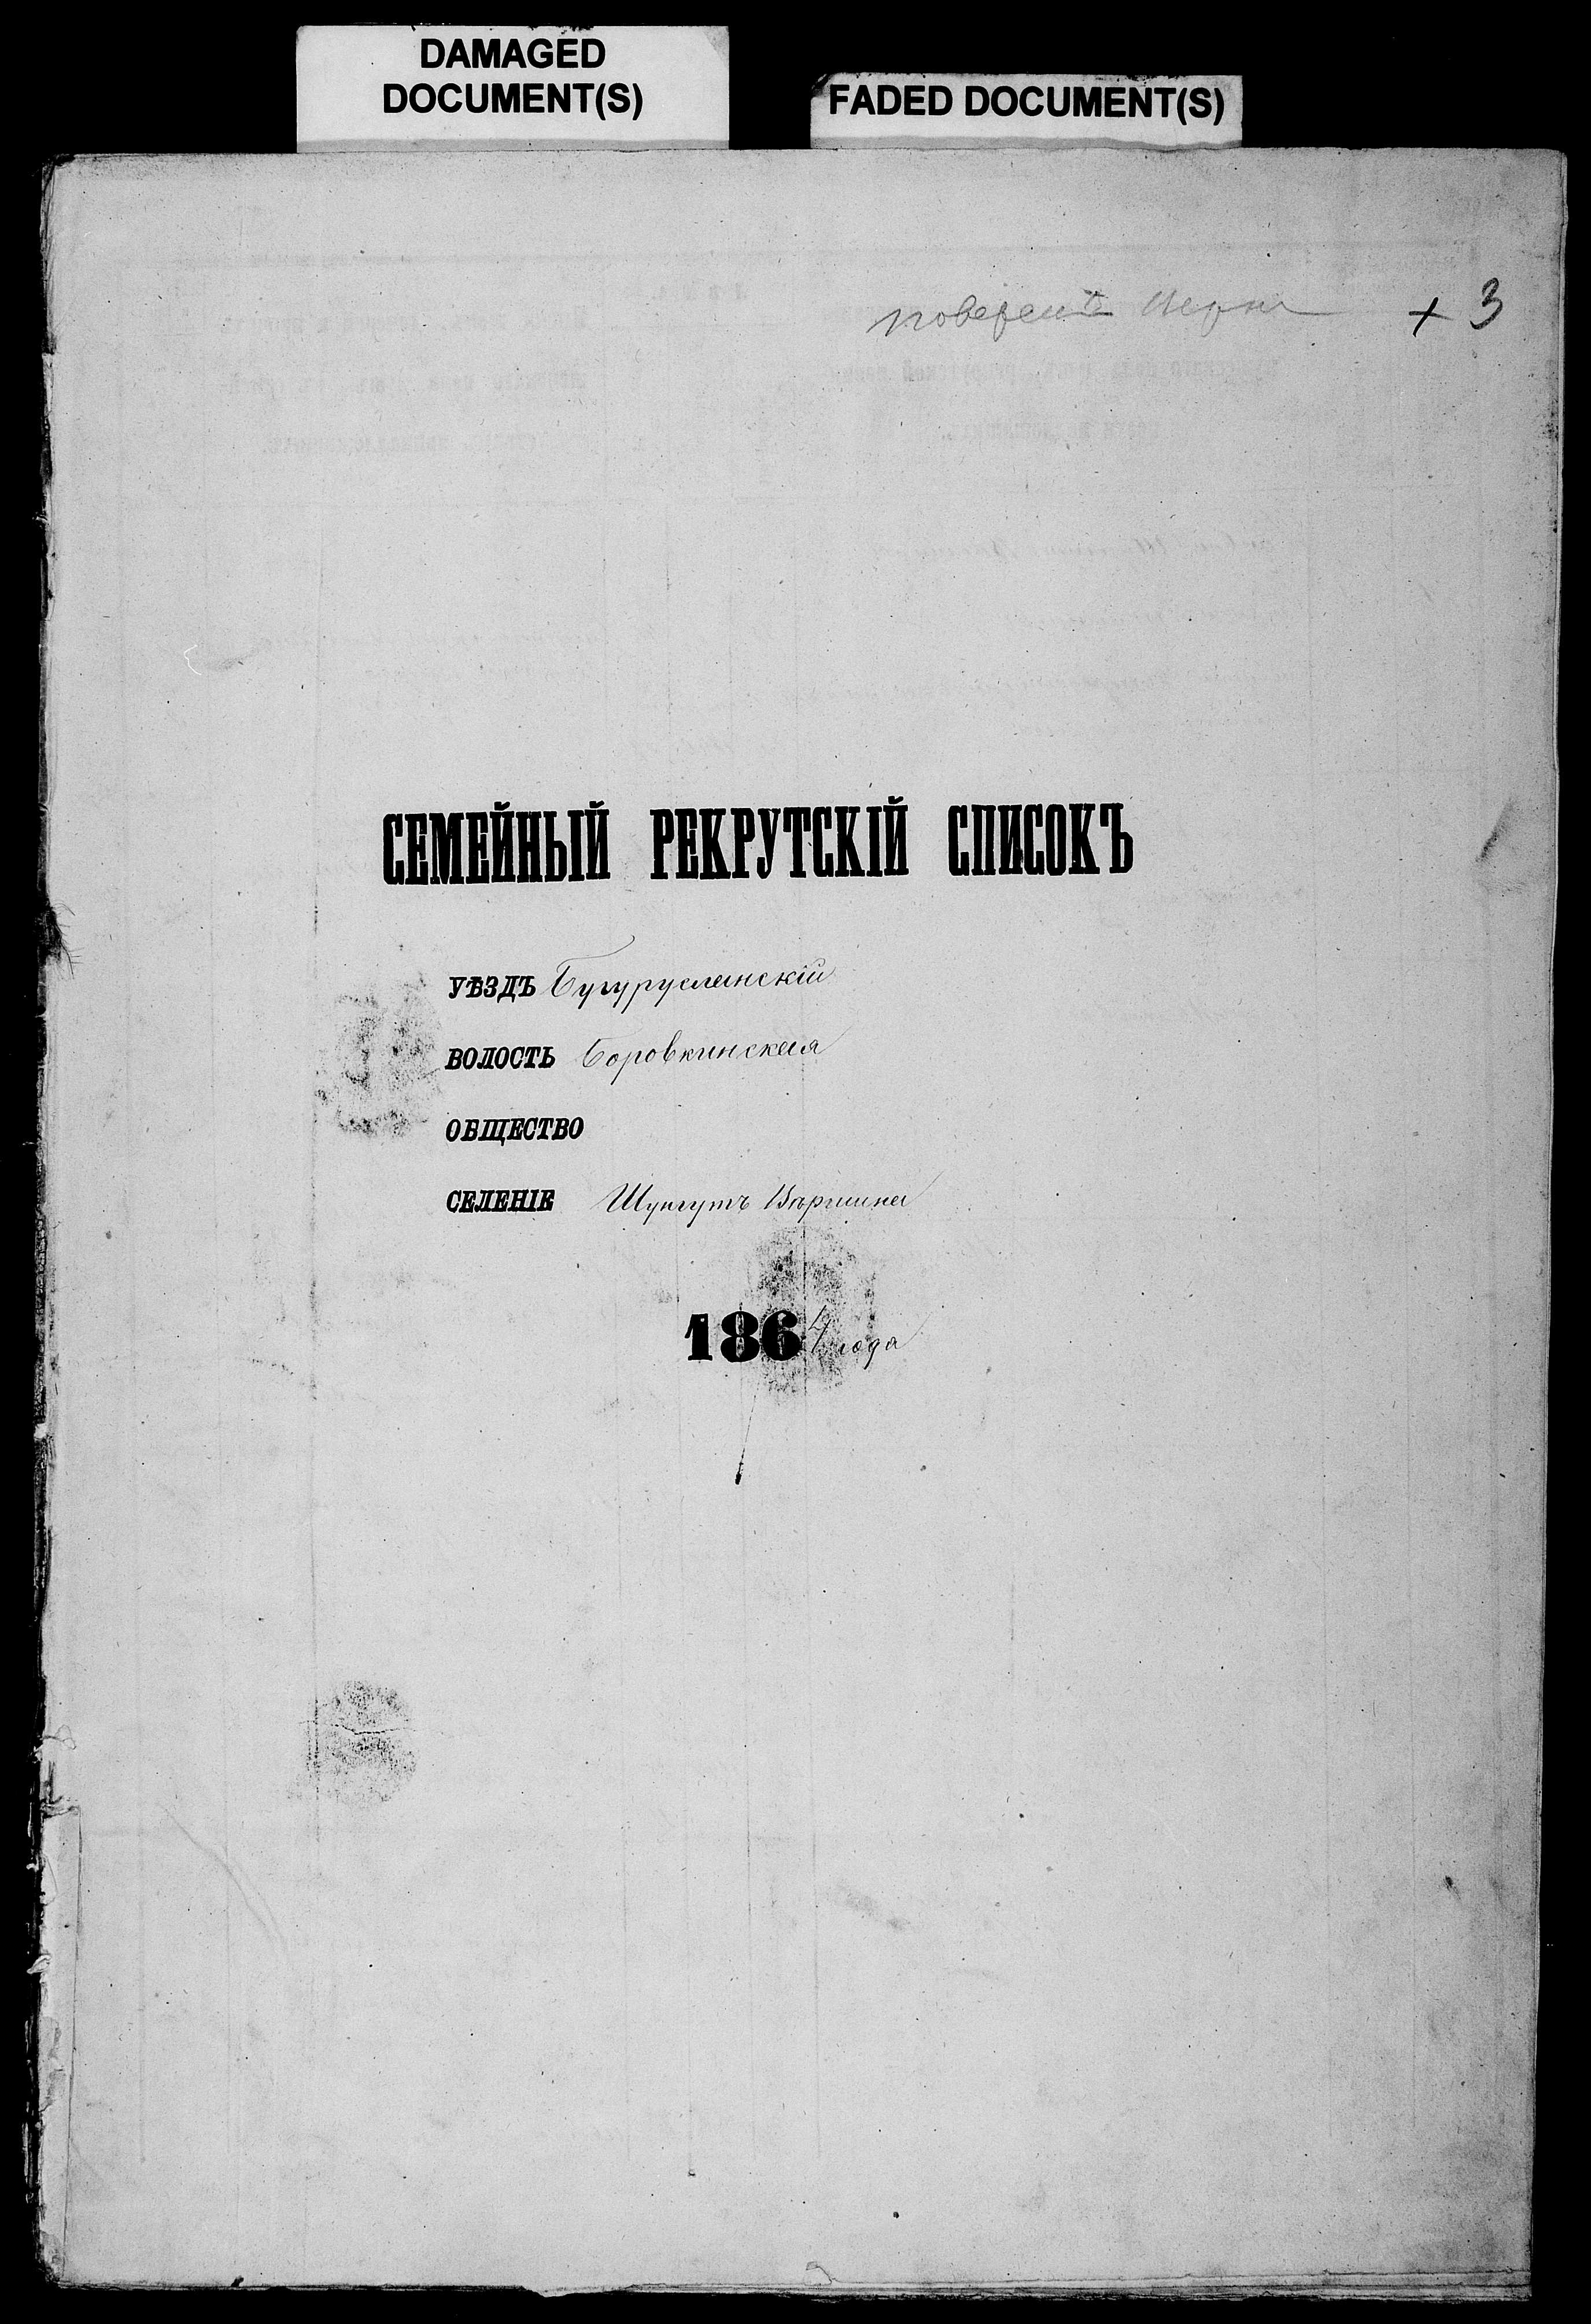 DAMAGED
DOCUMENT(S)
FADED DOCUMENT(S)
+ 3
СЕМЕЙНЫЙ РЕКРУТСКІЙ СПИСОКЪ
УѢЗДЪ Бугурусланскій
ВОЛОСТЬ Боровкинская
ОБЩЕСТВО
СЕЛЕНІЕ Шунгутъ Вершина
1864 года